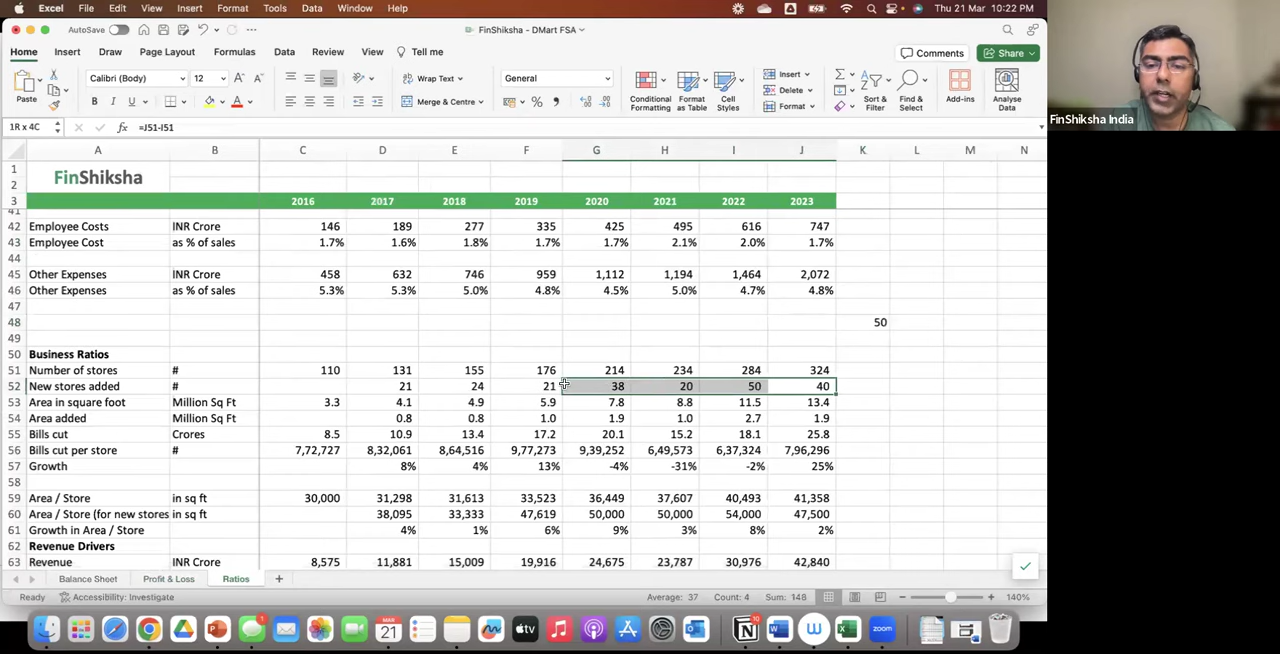 Excel File Edit View Insert Format Tools Data Window Help Thu 21 Mar 10:22 PM
AutoSave FinShiksha - DMart FSA
Home Insert Draw Page Layout Formulas Data Review View Tell me Comments Share
Paste Calibri (Body) 12 A A Wrap Text General Conditional Formatting Format as Table Cell Styles Insert Sort & Filter Find & Select Add-ins Analyse Data
B I U A Merge & Centre % Delete
Format
1R x 4C fx =J51-I51
A B C D E F G H I J K L M N
1 FinShiksha
2
3 2016 2017 2018 2019 2020 2021 2022 2023
41
42 Employee Costs INR Crore 146 189 277 335 425 495 616 747
43 Employee Cost as % of sales 1.7% 1.6% 1.8% 1.7% 1.7% 2.1% 2.0% 1.7%
44
45 Other Expenses INR Crore 458 632 746 959 1,112 1,194 1,464 2,072
46 Other Expenses as % of sales 5.3% 5.3% 5.0% 4.8% 4.5% 5.0% 4.7% 4.8%
47
48 50
49
50 Business Ratios
51 Number of stores # 110 131 155 176 214 234 284 324
52 New stores added # 21 24 21 38 20 50 40
53 Area in square foot Million Sq Ft 3.3 4.1 4.9 5.9 7.8 8.8 11.5 13.4
54 Area added Million Sq Ft 0.8 0.8 1.0 1.9 1.0 2.7 1.9
55 Bills cut Crores 8.5 10.9 13.4 17.2 20.1 15.2 18.1 25.8
56 Bills cut per store # 7,72,727 8,32,061 8,64,516 9,77,273 9,39,252 6,49,573 6,37,324 7,96,296
57 Growth 8% 4% 13% -4% -31% -2% 25%
58
59 Area / Store in sq ft 30,000 31,298 31,613 33,523 36,449 37,607 40,493 41,358
60 Area / Store (for new stores in sq ft 38,095 33,333 47,619 50,000 50,000 54,000 47,500
61 Growth in Area / Store 4% 1% 6% 9% 3% 8% 2%
62 Revenue Drivers
63 Revenue INR Crore 8,575 11,881 15,009 19,916 24,675 23,787 30,976 42,840
Balance Sheet Profit & Loss Ratios +
Ready Accessibility: Investigate Average: 37 Count: 4 Sum: 148 140%
MAR 21 tv zoom
FinShiksha India